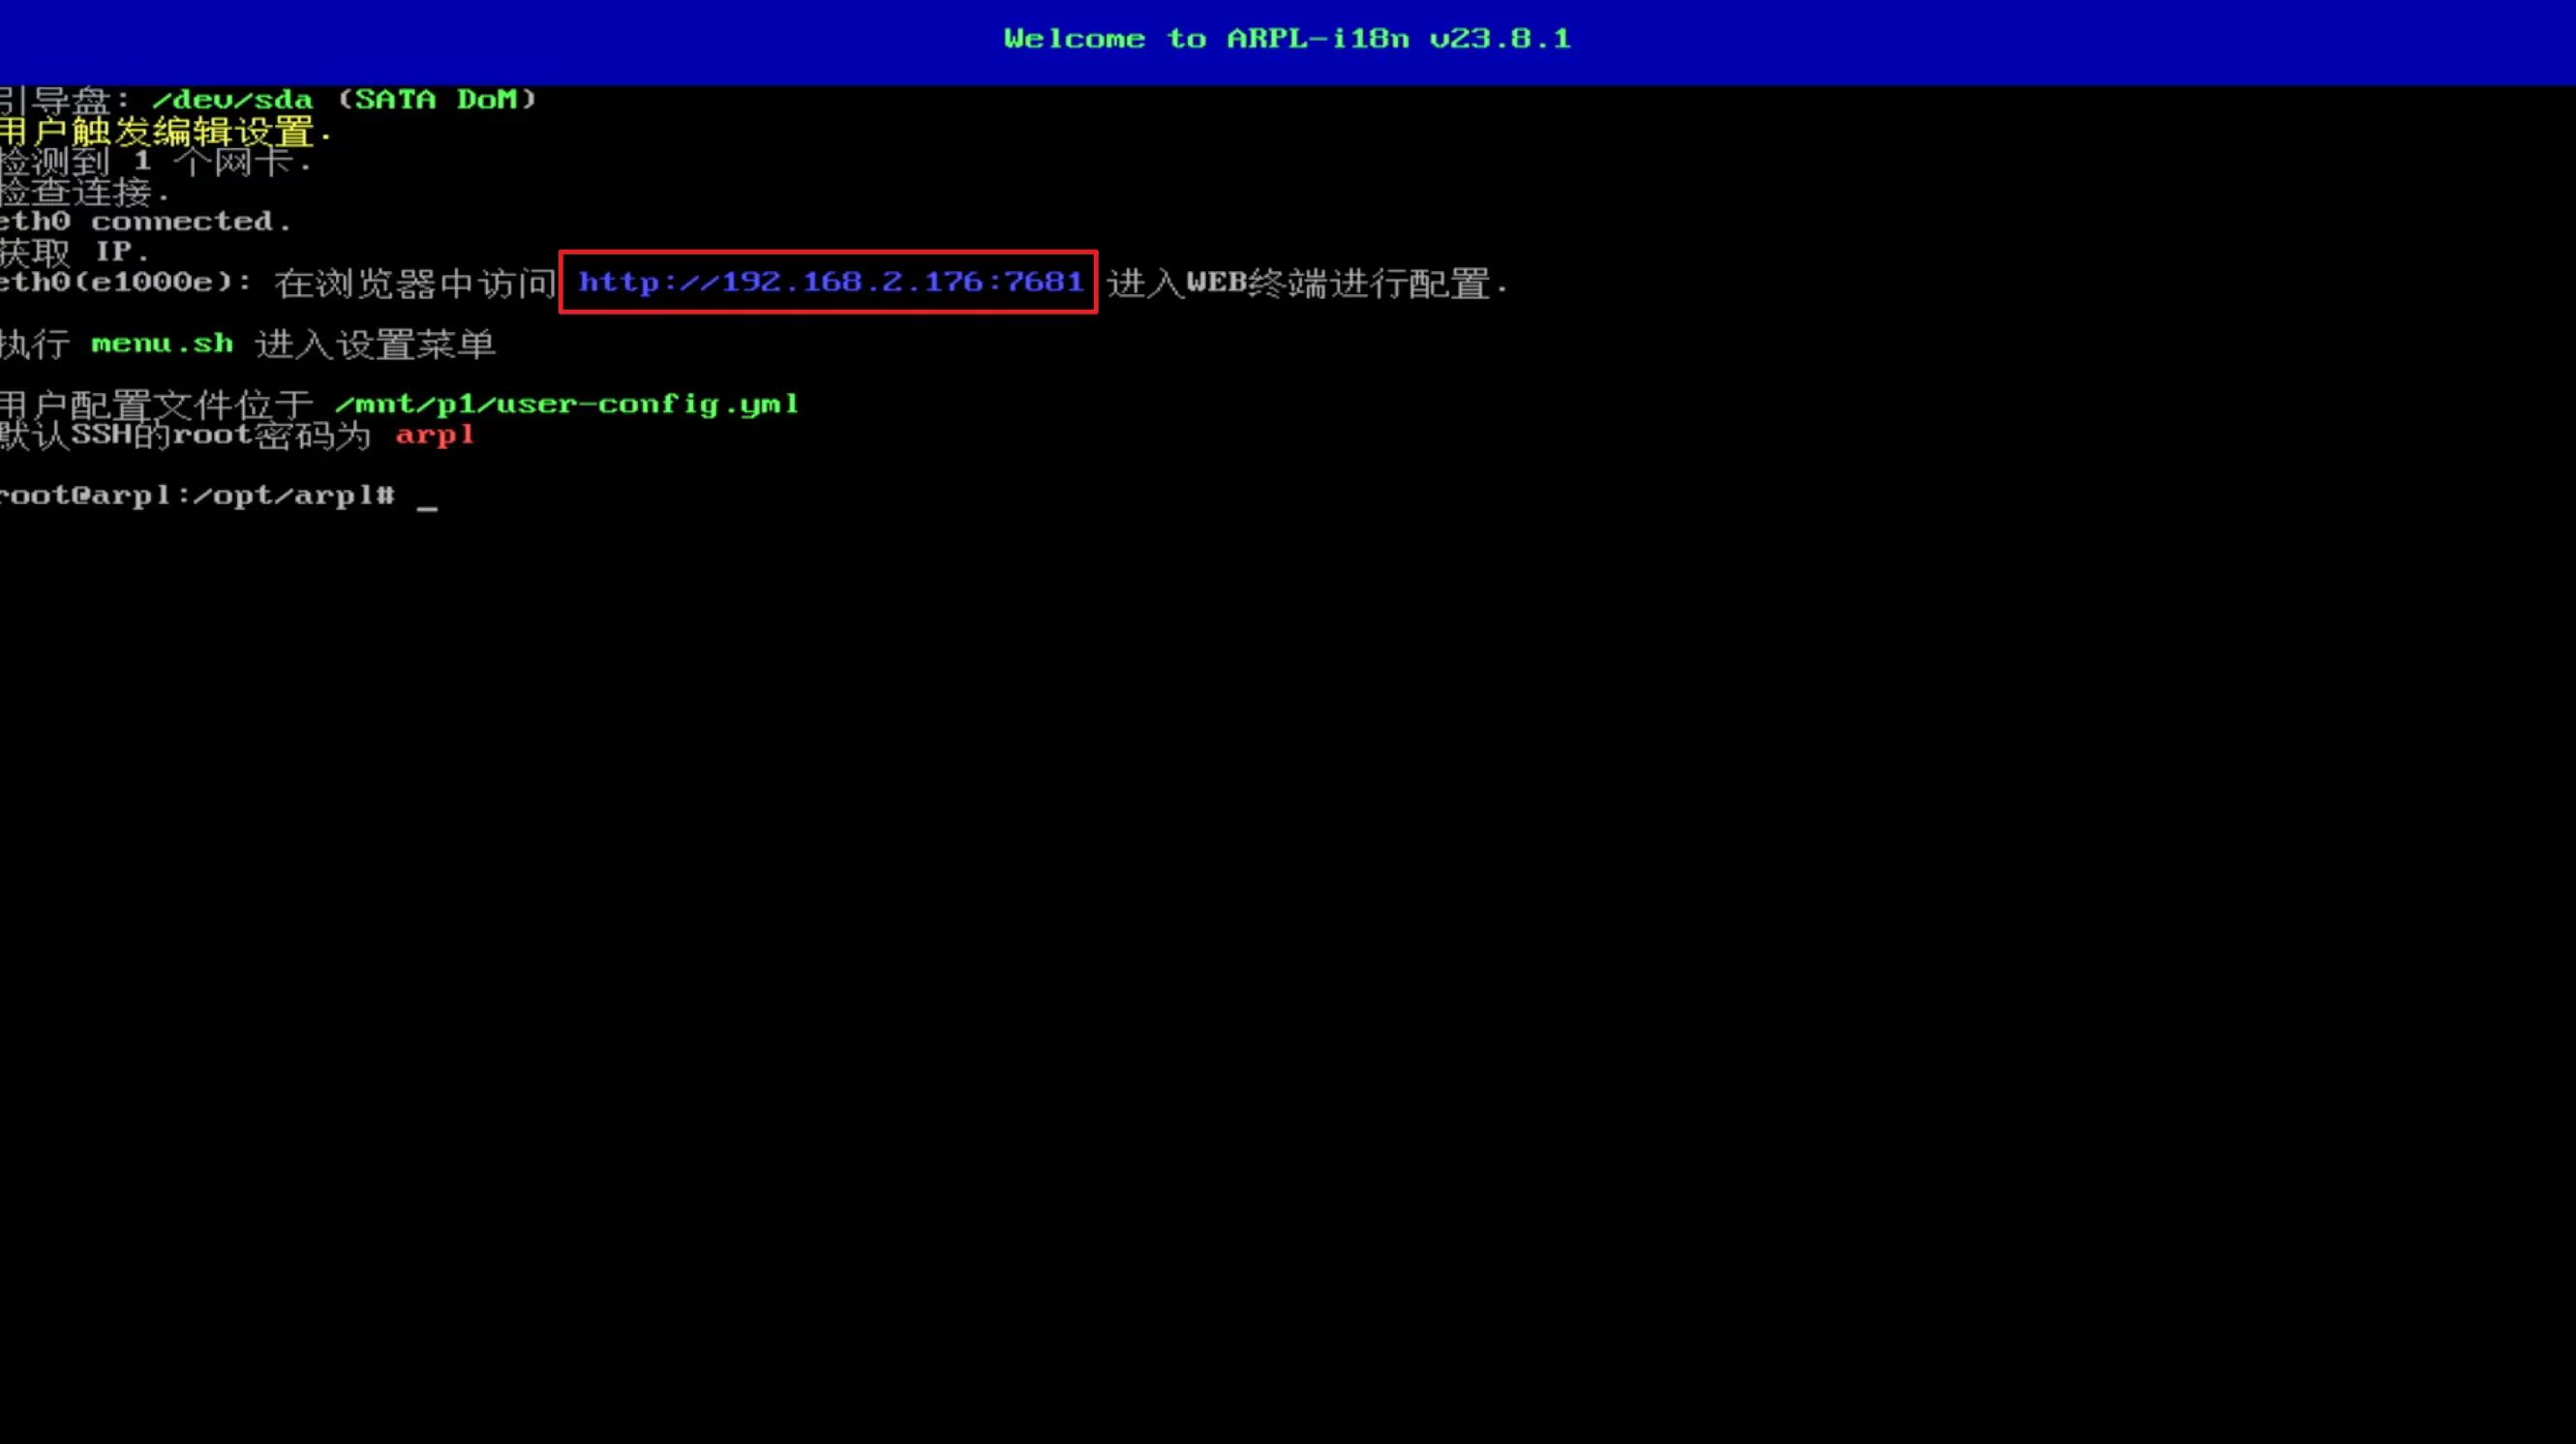 Welcome to ARPL-i18n v23.8.1
引导盘: /dev/sda (SATA DoM)
用户触发编辑设置.
检测到 1 个网卡.
检查连接.
eth0 connected.
获取 IP.
eth0(e1000e): 在浏览器中访问 http://192.168.2.176:7681 进入WEB终端进行配置.
执行 menu.sh 进入设置菜单
用户配置文件位于 /mnt/p1/user-config.yml
默认SSH的root密码为 arpl
root@arpl:/opt/arpl# _